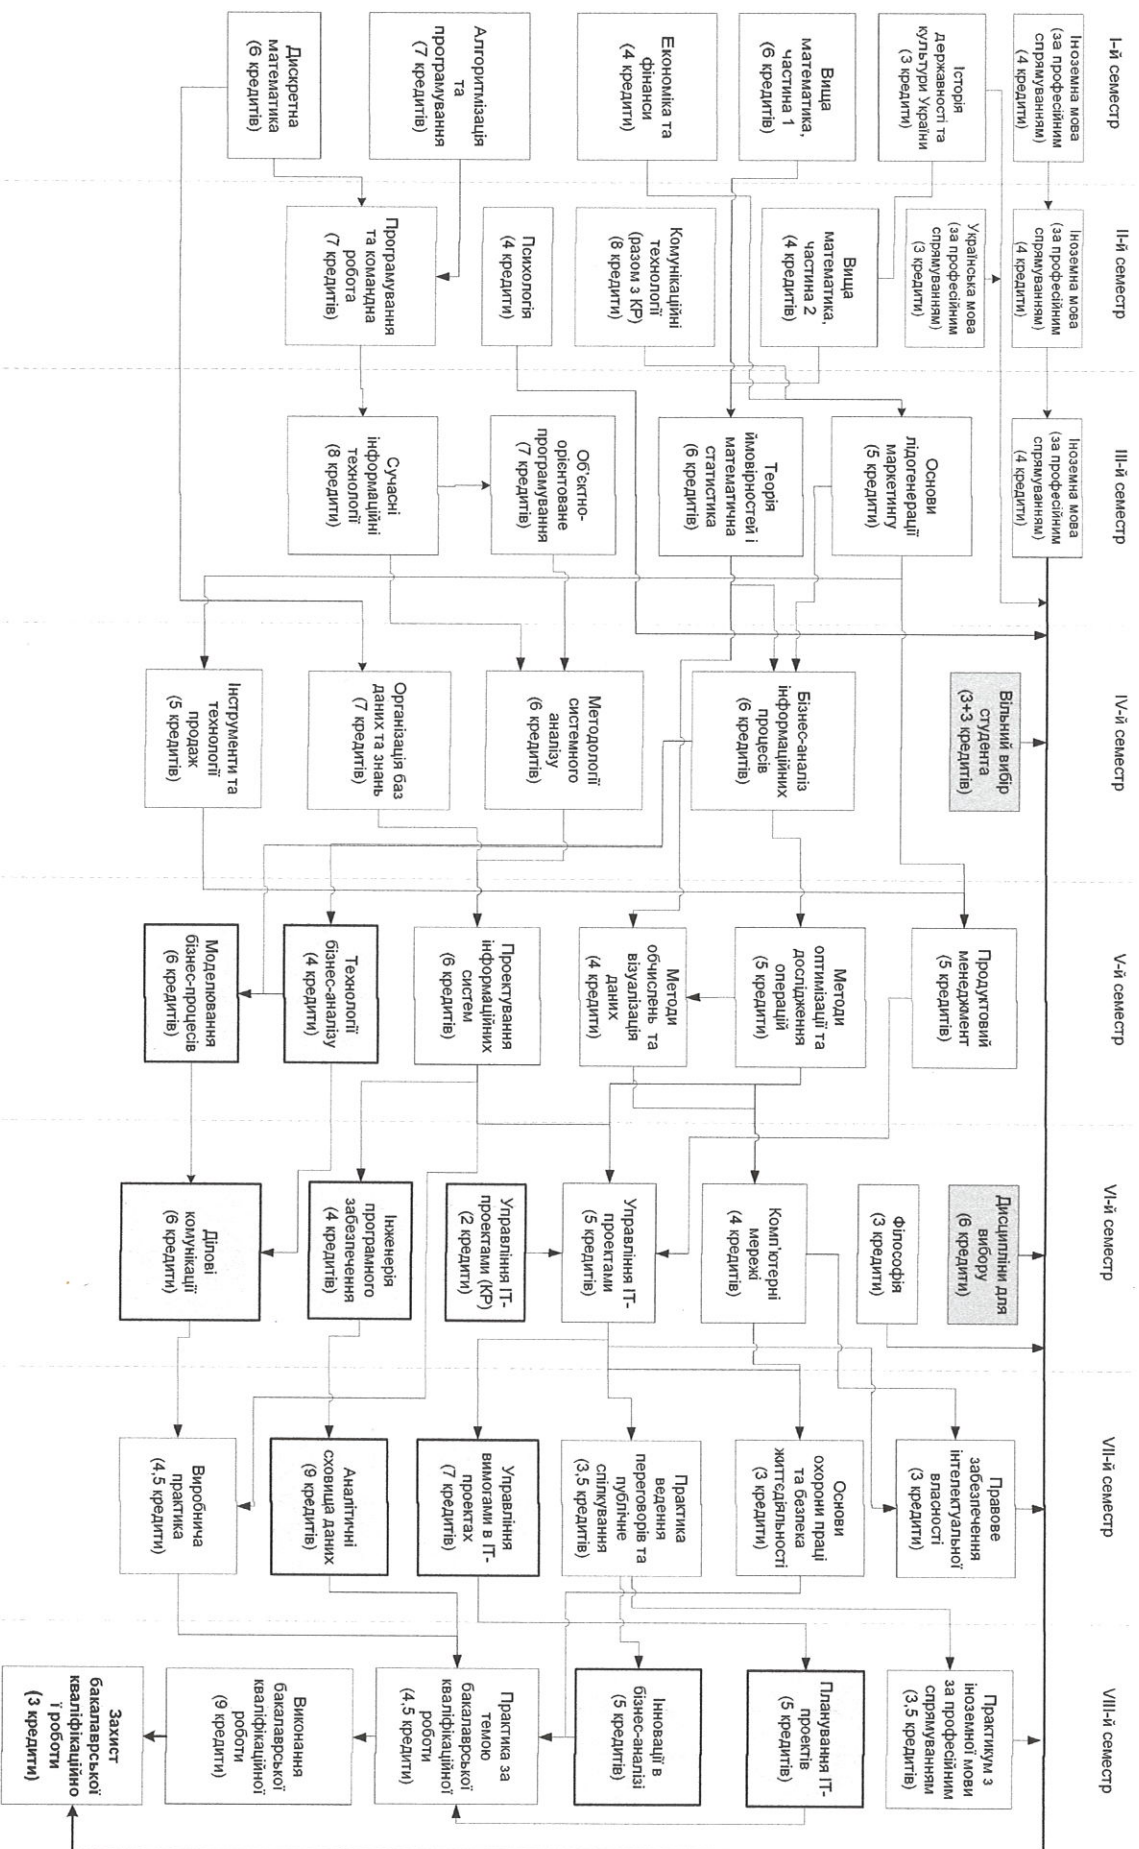 І-й семестр
Іноземна мова
(за професійним
спрямуванням)
(4 кредити)
Історія
державності та
культури України
(3 кредити)
Вища
математика,
частина 1
(6 кредитів)
Економіка та
фінанси
(4 кредити)
Алгоритмізація
та
програмування
(7 кредитів)
Дискретна
математика
(6 кредитів)
ІІ-й семестр
Іноземна мова
(за професійним
спрямуванням)
(4 кредити)
Українська мова
(за професійним
спрямуванням)
(3 кредити)
Вища
математика,
частина 2
(4 кредити)
Комунікаційні
технології
(разом з КР)
(8 кредити)
Психологія
(4 кредити)
Програмування
та командна
робота
(7 кредитів)
ІІІ-й семестр
Іноземна мова
(за професійним
спрямуванням)
(4 кредити)
Основи
лідогенерації
маркетингу
(5 кредити)
Теорія
ймовірностей і
математична
статистика
(6 кредитів)
Об'єктно-
орієнтоване
програмування
(7 кредитів)
Сучасні
інформаційні
технології
(8 кредити)
IV-й семестр
Вільний вибір
студента
(3+3 кредитів)
Бізнес-аналіз
інформаційних
процесів
(6 кредитів)
Методології
системного
аналізу
(6 кредитів)
Організація баз
даних та знань
(7 кредитів)
Інструменти та
технології
продаж
(5 кредитів)
V-й семестр
Продуктовий
менеджмент
(5 кредитів)
Методи
оптимізації та
дослідження
операцій
(5 кредитів)
Методи
обчислень та
візуалізація
даних
(4 кредити)
Проектування
інформаційних
систем
(6 кредитів)
Технології
бізнес-аналізу
(4 кредити)
Моделювання
бізнес-процесів
(6 кредитів)
VI-й семестр
Дисципліни для
вибору
(6 кредити)
Філософія
(3 кредити)
Комп'ютерні
мережі
(4 кредити)
Управління ІТ-
проектами
(5 кредитів)
Управління ІТ-
проектами (КР)
(2 кредити)
Інженерія
програмного
забезпечення
(4 кредитів)
Ділові
комунікації
(6 кредити)
VII-й семестр
Правове
забезпечення
інтелектуальної
власності
(3 кредити)
Основи
охорони праці
та безпека
життєдіяльності
(3 кредити)
Практика
ведення
переговорів та
публічне
спілкування
(3,5 кредитів)
Управління
вимогами в ІТ-
проектах
(7 кредитів)
Аналітичні
сховища даних
(9 кредитів)
Виробнича
практика
(4,5 кредити)
VIII-й семестр
Практикум з
іноземної мови
за професійним
спрямуванням
(3,5 кредитів)
Планування ІТ-
проектів
(5 кредитів)
Інновації в
бізнес-аналізі
(5 кредитів)
Практика за
темою
бакалаврської
кваліфікаційної
роботи
(4,5 кредити)
Виконання
бакалаврської
кваліфікаційної
роботи
(9 кредитів)
Захист
бакалаврської
кваліфікаційно
ї роботи
(3 кредити)